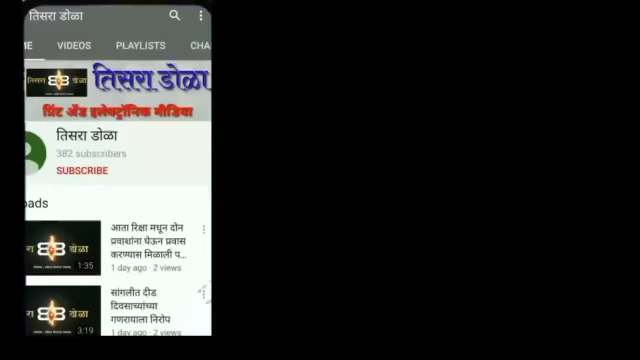 तिसरा डोळा
ME VIDEOS PLAYLISTS CHA
तिसरा डोळा
तिसरा डोळा
प्रिंट अँड इलेक्ट्रॉनिक मीडिया
तिसरा डोळा
382 subscribers
SUBSCRIBE
oads
आता रिक्षा मधून दोन
प्रवाशांना घेऊन प्रवास
करण्यास मिळाली प...
1 day ago · 2 views
रा डोळा
1:35
सांगलीत दीड
दिवसाच्यांच्या
गणरायाला निरोप
1 day ago · 2 views
रा डोळा
3:19